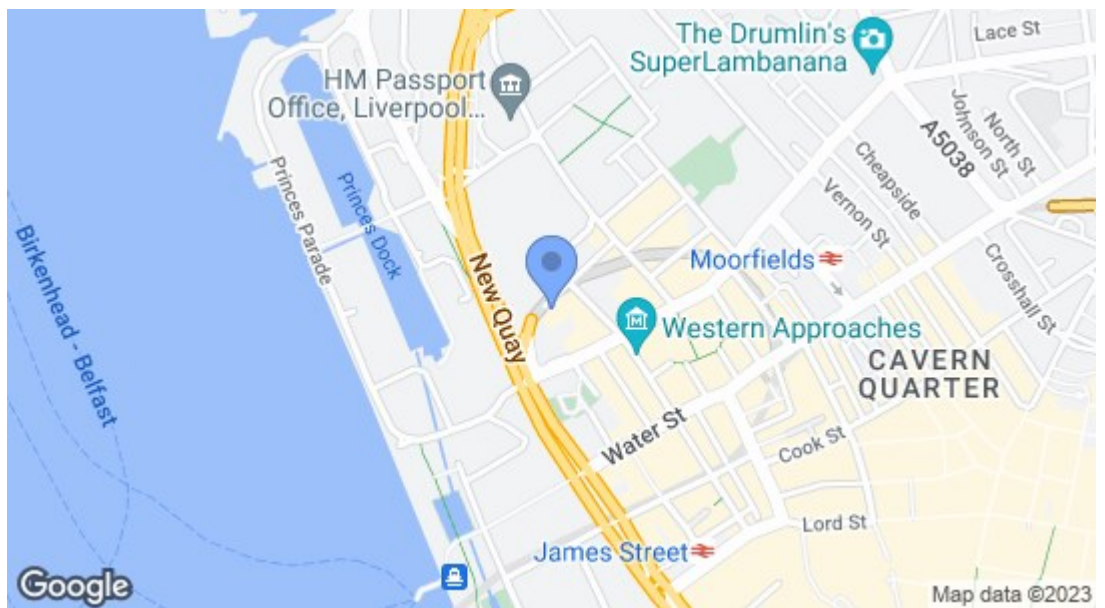 The Drumlin's
SuperLambanana
Lace St
HM Passport
Office, Liverpool...
Johnson St
North St
A5038
Cheapside
Vernon St
Princes Parade
Princes Dock
Birkenhead - Belfast
New Quay
Moorfields
Crosshall St
Western Approaches
CAVERN
QUARTER
Water St
Cook St
Lord St
James Street
Google
Map data ©2023